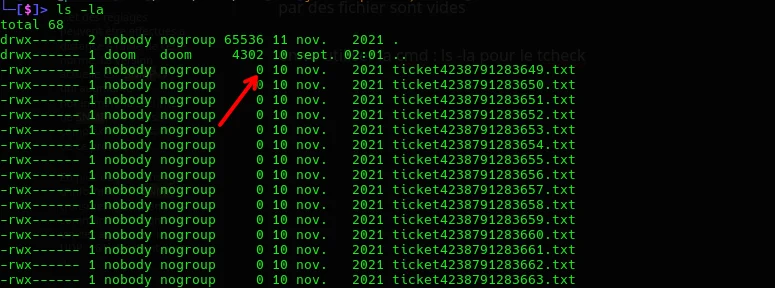 par des fichier sont vides
└─[$]> ls -la
total 68
drwx------ 2 nobody nogroup 65536 11 nov.   2021 .
drwx------ 1 doom   doom     4302 10 sept. 02:01 ..
cmd : ls -la pour le tcheck
-rwx------ 1 nobody nogroup     0 10 nov.   2021 ticket4238791283649.txt
-rwx------ 1 nobody nogroup     0 10 nov.   2021 ticket4238791283650.txt
-rwx------ 1 nobody nogroup     0 10 nov.   2021 ticket4238791283651.txt
-rwx------ 1 nobody nogroup     0 10 nov.   2021 ticket4238791283652.txt
-rwx------ 1 nobody nogroup     0 10 nov.   2021 ticket4238791283653.txt
-rwx------ 1 nobody nogroup     0 10 nov.   2021 ticket4238791283654.txt
-rwx------ 1 nobody nogroup     0 10 nov.   2021 ticket4238791283655.txt
-rwx------ 1 nobody nogroup     0 10 nov.   2021 ticket4238791283656.txt
-rwx------ 1 nobody nogroup     0 10 nov.   2021 ticket4238791283657.txt
-rwx------ 1 nobody nogroup     0 10 nov.   2021 ticket4238791283658.txt
-rwx------ 1 nobody nogroup     0 10 nov.   2021 ticket4238791283659.txt
-rwx------ 1 nobody nogroup     0 10 nov.   2021 ticket4238791283660.txt
-rwx------ 1 nobody nogroup     0 10 nov.   2021 ticket4238791283661.txt
-rwx------ 1 nobody nogroup     0 10 nov.   2021 ticket4238791283662.txt
-rwx------ 1 nobody nogroup     0 10 nov.   2021 ticket4238791283663.txt